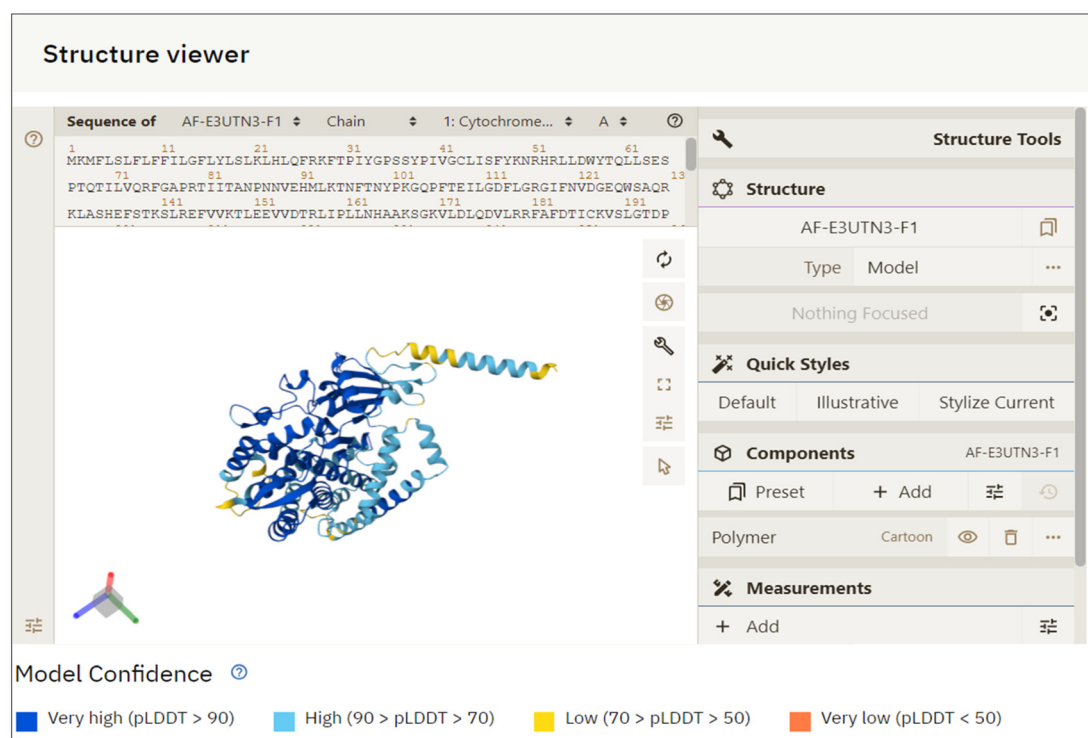 Structure viewer
Sequence of AF-E3UTN3-F1 Chain 1: Cytochrome... A
1 11 21 31 41 51 61
MKMFLSLFLFFILGFLYLSLKLHLQFRKFTPIYGPSSYPIVGCLISFYKNRHRLLDWYTQLLSES
71 81 91 101 111 121 13
PTQTILVQRFGAPRTIITANPNNVEHMLKTNFTNYPKGQPFTEILGDFLGRGIFNVDGEQWSAQR
141 151 161 171 181 191
KLASHEFSTKSLREFVVKTLEEVVDTRLIPLLNHAAKSGKVLDLQDVLRRFAFDTICKVSLGTDP
Structure Tools
Structure
AF-E3UTN3-F1
Type Model
Nothing Focused
Quick Styles
Default Illustrative Stylize Current
Components AF-E3UTN3-F1
Preset + Add
Polymer Cartoon
Measurements
+ Add
Model Confidence
Very high (pLDDT > 90) High (90 > pLDDT > 70) Low (70 > pLDDT > 50) Very low (pLDDT < 50)